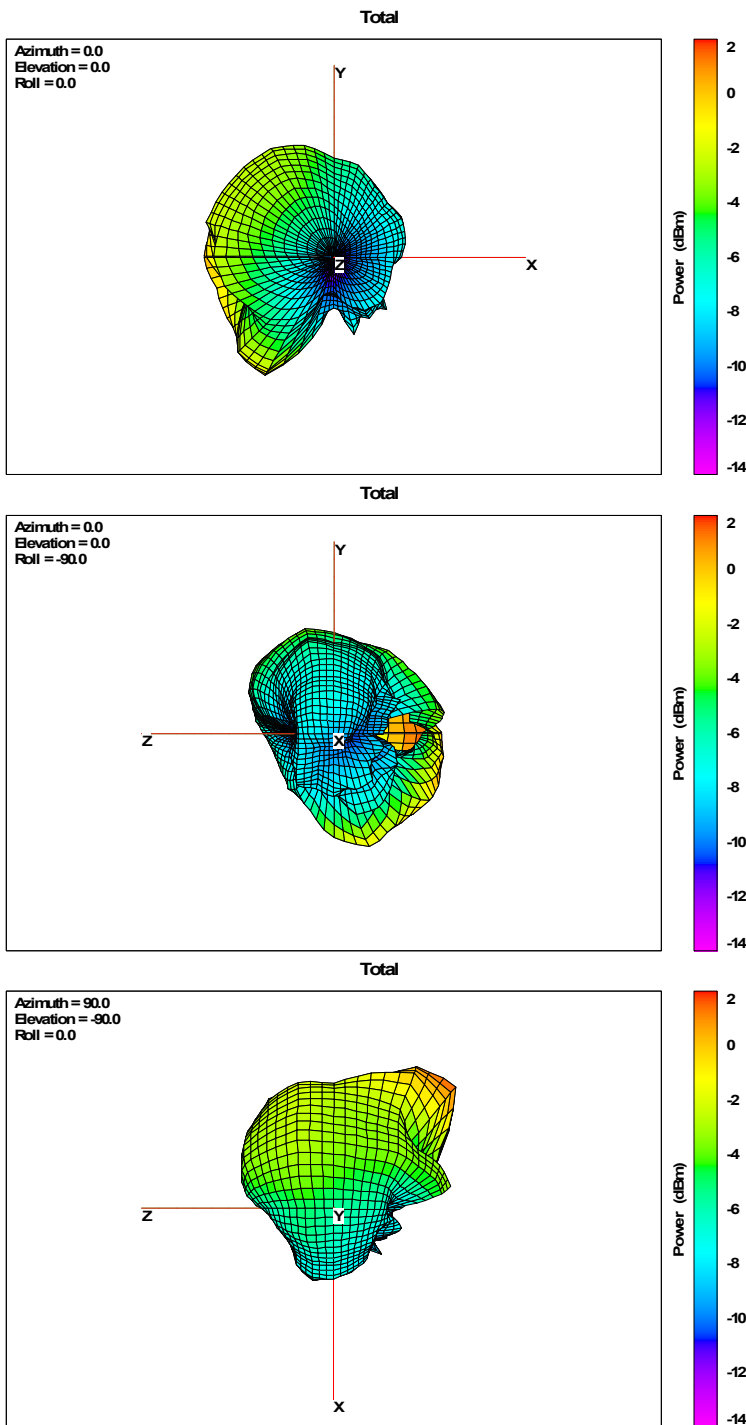 Total
Azimuth = 0.0
Elevation = 0.0
Roll = 0.0
Y
Z
X
2
0
-2
-4
-6
-8
-10
-12
-14
Power (dBm)
Total
Azimuth = 0.0
Elevation = 0.0
Roll = -90.0
Y
Z
X
2
0
-2
-4
-6
-8
-10
-12
-14
Power (dBm)
Total
Azimuth = 90.0
Elevation = -90.0
Roll = 0.0
Z
Y
X
2
0
-2
-4
-6
-8
-10
-12
-14
Power (dBm)